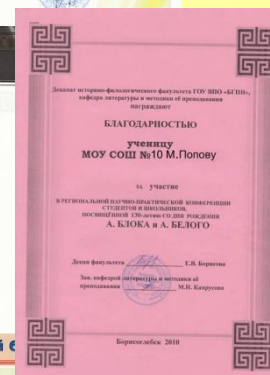 Деканат историко-филологического факультета ГОУ ВПО «БГПИ»,
кафедра литературы и методики её преподавания
награждают
БЛАГОДАРНОСТЬЮ
ученицу
МОУ СОШ №10 М.Попову
за участие
В РЕГИОНАЛЬНОЙ НАУЧНО-ПРАКТИЧЕСКОЙ КОНФЕРЕНЦИИ
СТУДЕНТОВ И ШКОЛЬНИКОВ,
ПОСВЯЩЁННОЙ 130-летию СО ДНЯ РОЖДЕНИЯ
А. БЛОКА и А. БЕЛОГО
Декан факультета Е.В. Борисова
Зав. кафедрой литературы и методики её
преподавания М.Н. Капрусова
Борисоглебск 2010